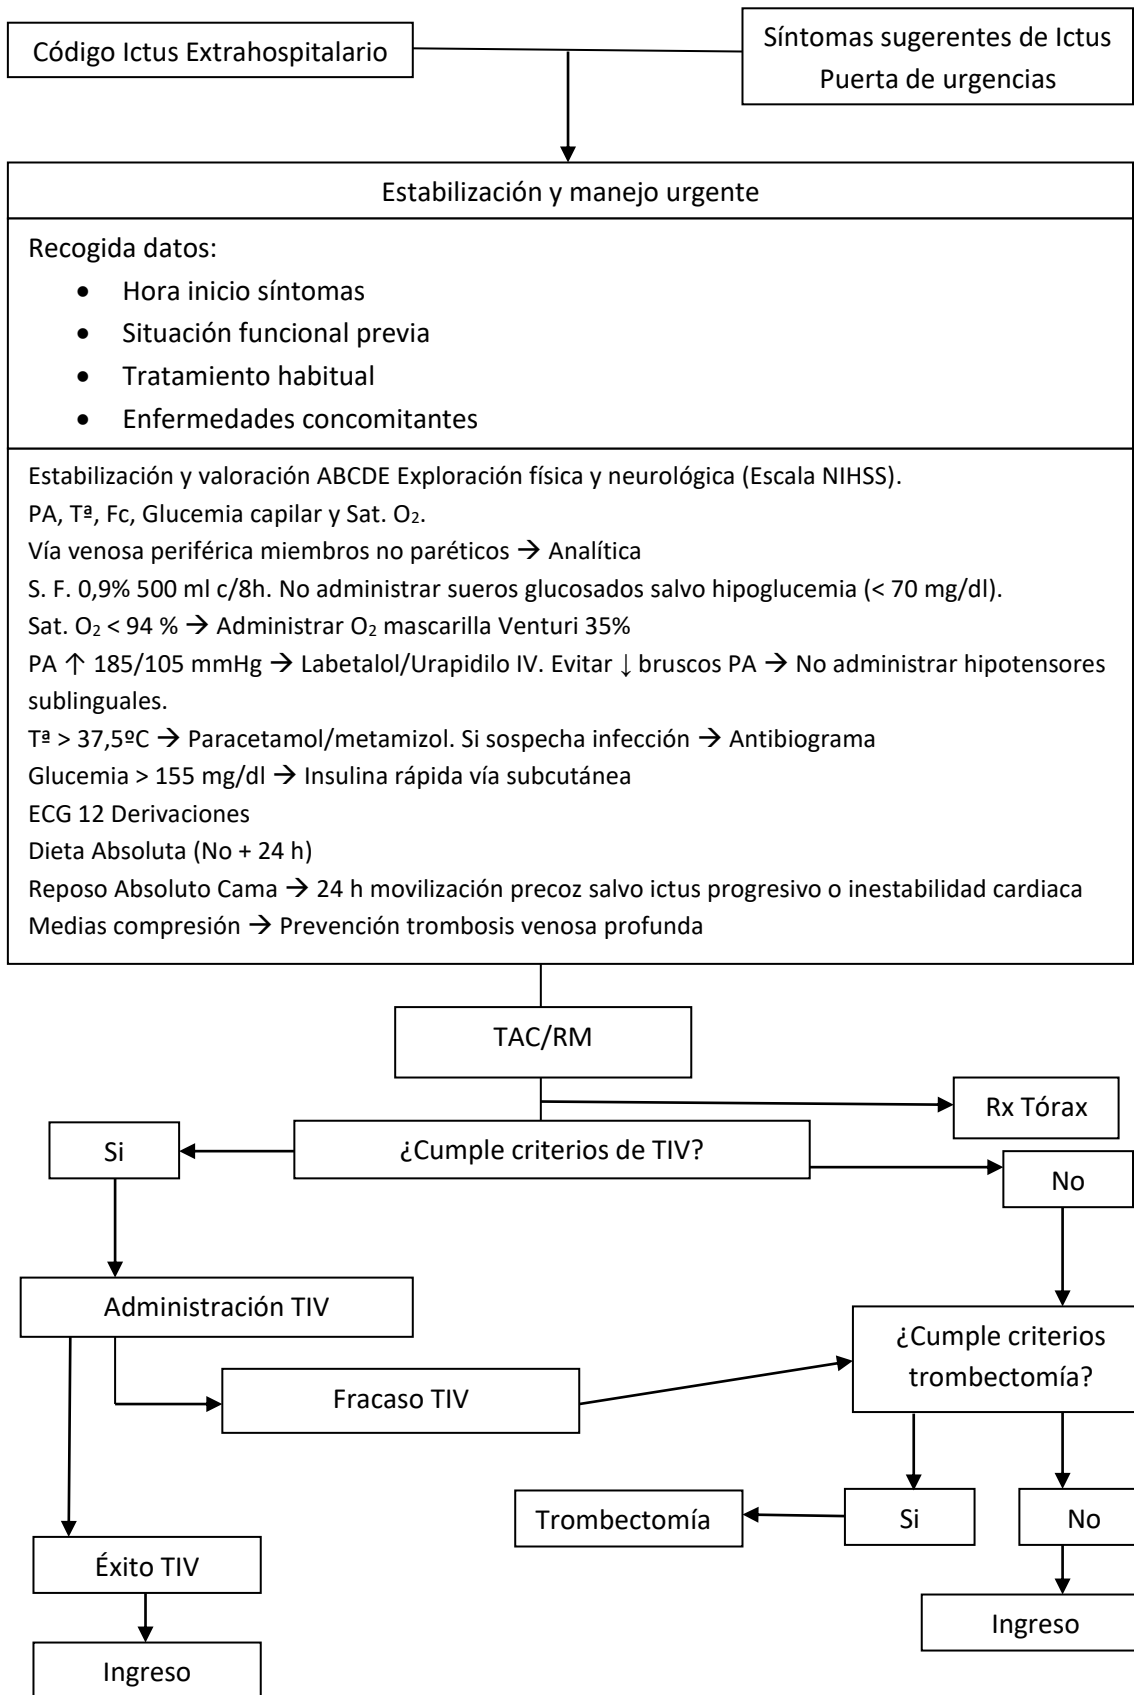 Código Ictus Extrahospitalario
Síntomas sugerentes de Ictus
Puerta de urgencias
Estabilización y manejo urgente
Recogida datos:
• Hora inicio síntomas
• Situación funcional previa
• Tratamiento habitual
• Enfermedades concomitantes
Estabilización y valoración ABCDE Exploración física y neurológica (Escala NIHSS).
PA, Tª, Fc, Glucemia capilar y Sat. O₂.
Vía venosa periférica miembros no paréticos → Analítica
S. F. 0,9% 500 ml c/8h. No administrar sueros glucosados salvo hipoglucemia (< 70 mg/dl).
Sat. O₂ < 94 % → Administrar O₂ mascarilla Venturi 35%
PA ↑ 185/105 mmHg → Labetalol/Urapidilo IV. Evitar ↓ bruscos PA → No administrar hipotensores
sublinguales.
Tª > 37,5ºC → Paracetamol/metamizol. Si sospecha infección → Antibiograma
Glucemia > 155 mg/dl → Insulina rápida vía subcutánea
ECG 12 Derivaciones
Dieta Absoluta (No + 24 h)
Reposo Absoluto Cama → 24 h movilización precoz salvo ictus progresivo o inestabilidad cardiaca
Medias compresión → Prevención trombosis venosa profunda
TAC/RM
Rx Tórax
Si
¿Cumple criterios de TIV?
No
Administración TIV
¿Cumple criterios
trombectomía?
Fracaso TIV
Trombectomía
Si
No
Éxito TIV
Ingreso
Ingreso